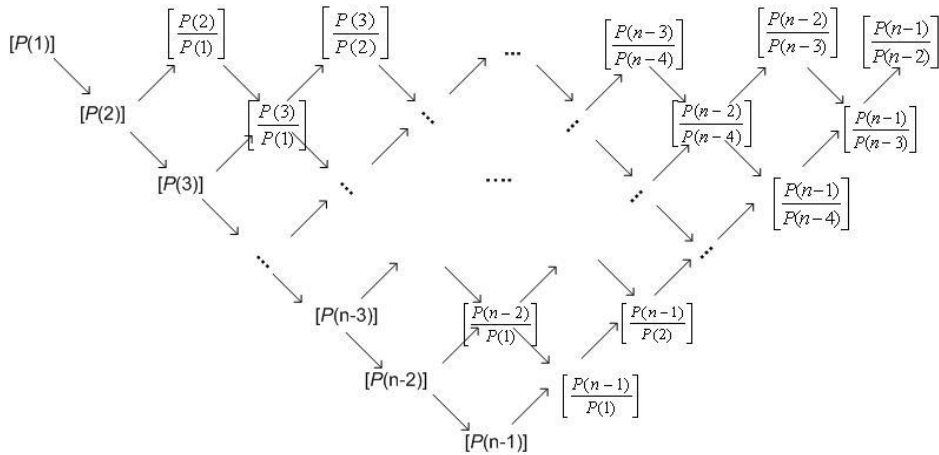 [P(1)] [P(2)/P(1)] [P(3)/P(2)] ... [P(n−3)/P(n−4)] [P(n−2)/P(n−3)] [P(n−1)/P(n−2)]
[P(2)] [P(3)/P(1)] ... ... [P(n−2)/P(n−4)] [P(n−1)/P(n−3)]
[P(3)] ... .... ... [P(n−1)/P(n−4)]
... ...
[P(n-3)] [P(n−2)/P(1)] [P(n−1)/P(2)]
[P(n-2)] [P(n−1)/P(1)]
[P(n-1)]